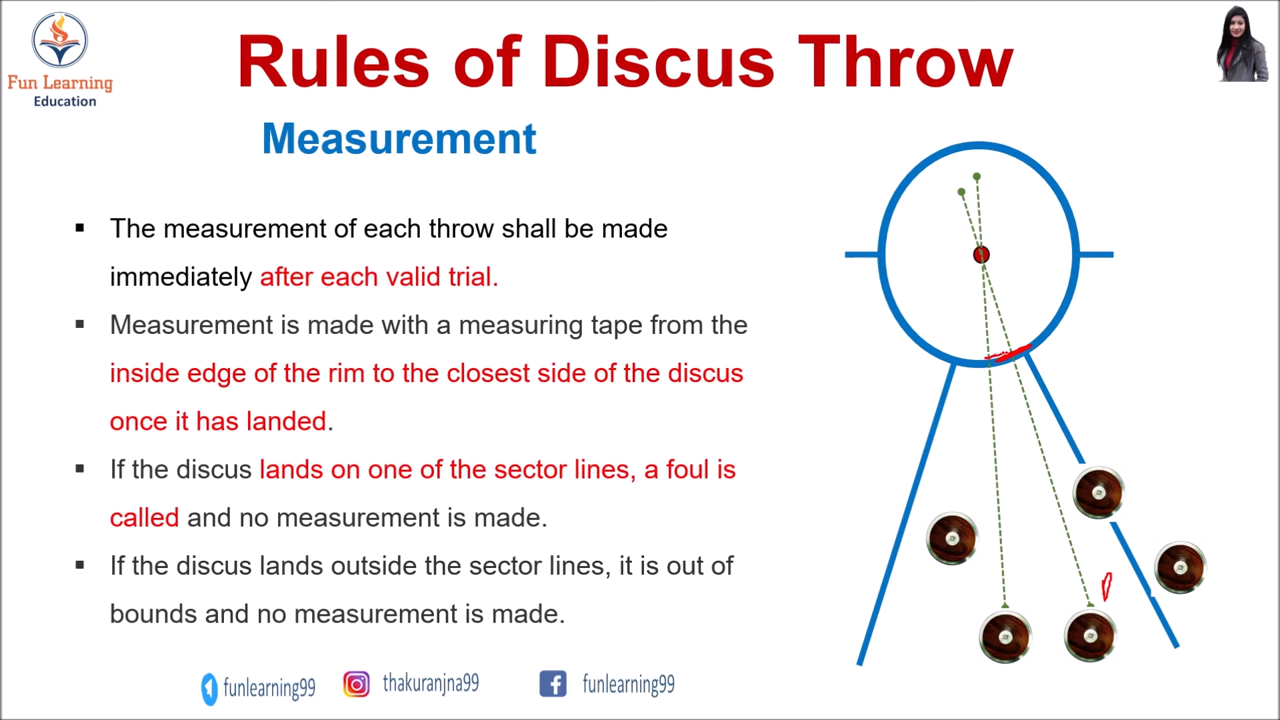 Fun Learning
Education
Rules of Discus Throw
Measurement
▪ The measurement of each throw shall be made
immediately after each valid trial.
▪ Measurement is made with a measuring tape from the
inside edge of the rim to the closest side of the discus
once it has landed.
▪ If the discus lands on one of the sector lines, a foul is
called and no measurement is made.
▪ If the discus lands outside the sector lines, it is out of
bounds and no measurement is made.
funlearning99
thakuranjna99
funlearning99